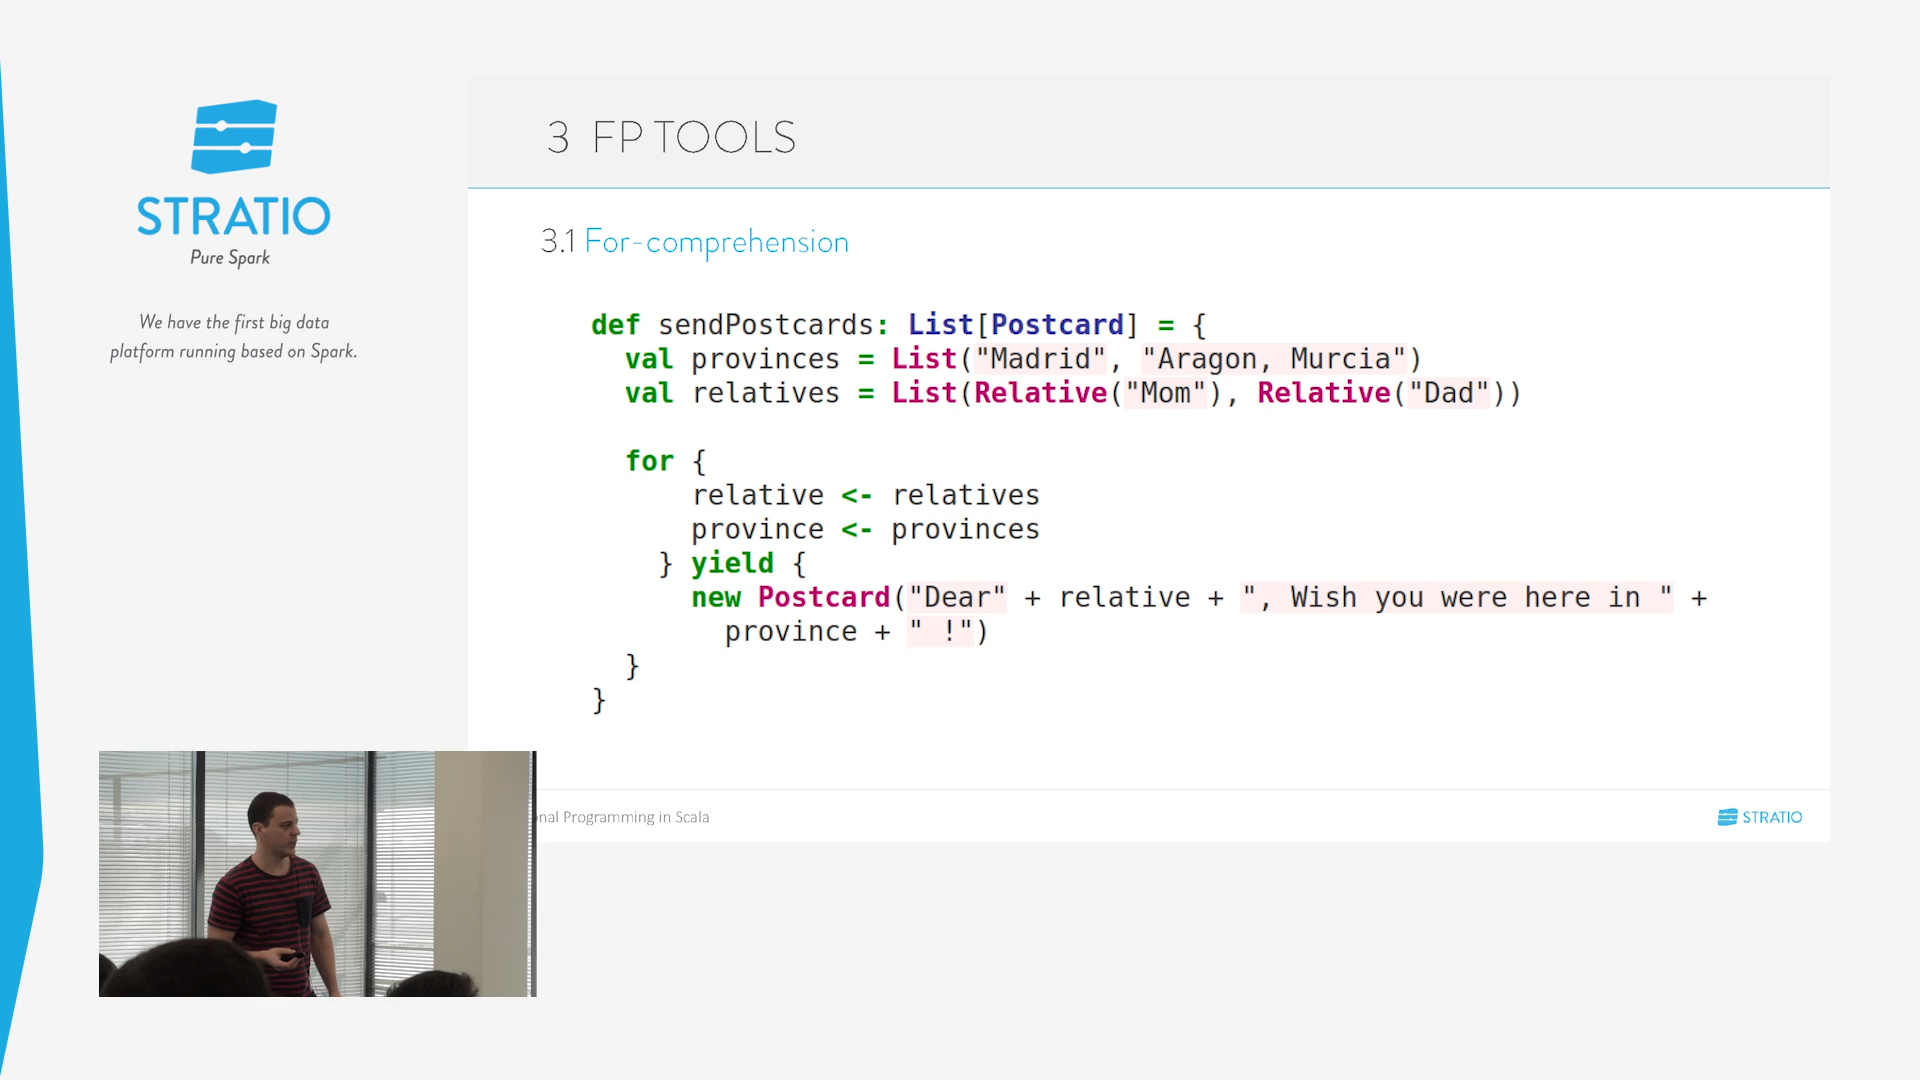 STRATIO
Pure Spark
We have the first big data
platform running based on Spark.
3 FP TOOLS
3.1 For-comprehension
def sendPostcards: List[Postcard] = {
  val provinces = List("Madrid", "Aragon, Murcia")
  val relatives = List(Relative("Mom"), Relative("Dad"))
  for {
      relative <- relatives
      province <- provinces
    } yield {
      new Postcard("Dear" + relative + ", Wish you were here in " +
        province + " !")
  }
}
Programming in Scala
STRATIO